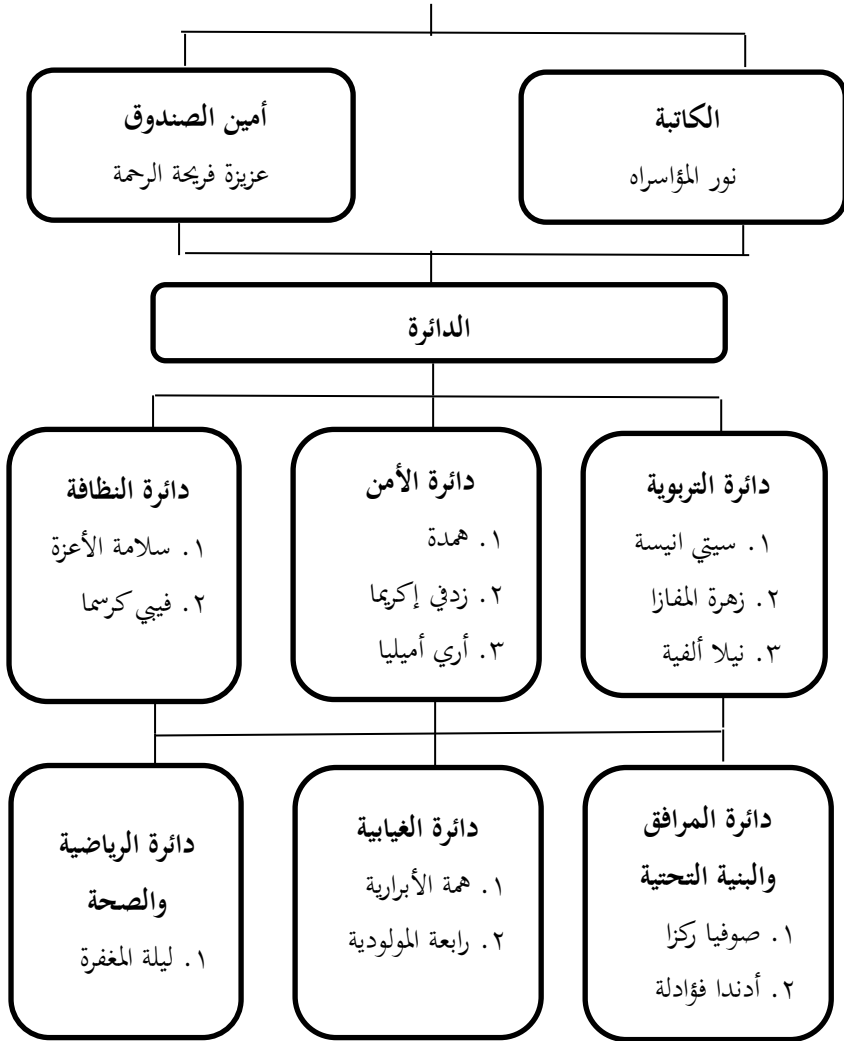 الكاتبة
نور المؤاسراه
أمين الصندوق
عزيزة فريحة الرحمة
الدائرة
دائرة التربوية
١. سيتي انيسة
٢. زهرة المفازا
٣. نيلا ألفية
دائرة الأمن
١. همدة
٢. زدفي إكريما
٣. أري أميليا
دائرة النظافة
١. سلامة الأعزة
٢. فيبي كرسما
دائرة المرافق
والبنية التحتية
١. صوفيا ركزا
٢. أدندا فؤادلة
دائرة الغيابية
١. همة الأبرارية
٢. رابعة المولودية
دائرة الرياضية
والصحة
١. ليلة المغفرة